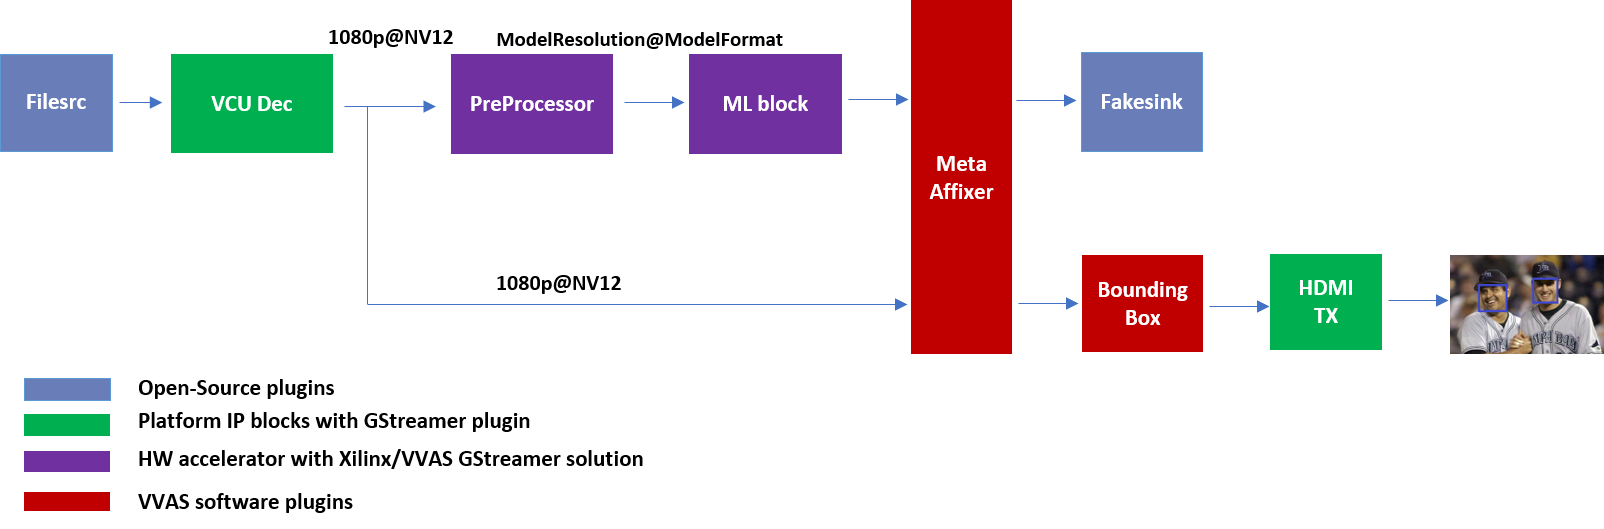 1080p@NV12
ModelResolution@ModelFormat
Filesrc
VCU Dec
PreProcessor
ML block
Meta
Affixer
Fakesink
1080p@NV12
Bounding
Box
HDMI
TX
Open-Source plugins
Platform IP blocks with GStreamer plugin
HW accelerator with Xilinx/VVAS GStreamer solution
VVAS software plugins